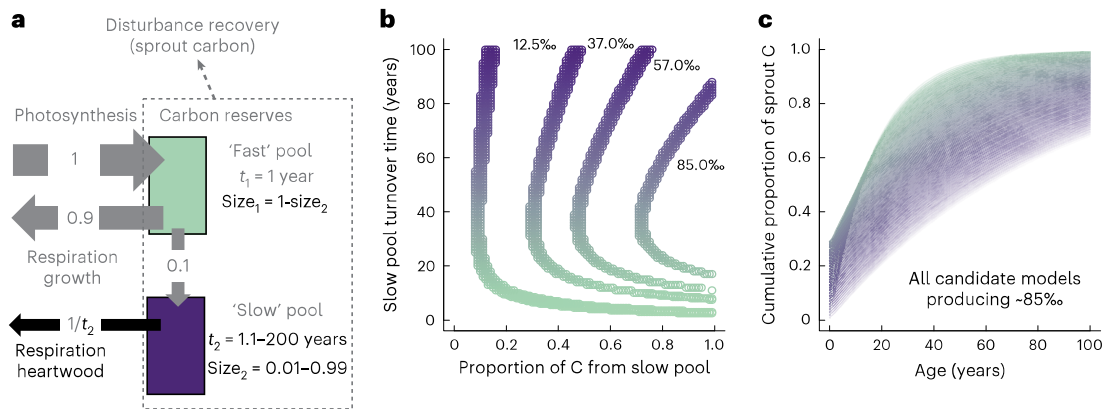 a
Disturbance recovery
(sprout carbon)
Photosynthesis
Carbon reserves
1
‘Fast’ pool
t₁ = 1 year
Size₁ = 1-size₂
0.9
Respiration
growth
0.1
‘Slow’ pool
1/t₂
t₂ = 1.1–200 years
Respiration
heartwood
Size₂ = 0.01–0.99
b
Slow pool turnover time (years)
100
80
60
40
20
0
12.5‰
37.0‰
57.0‰
85.0‰
0
0.2
0.4
0.6
0.8
1.0
Proportion of C from slow pool
c
Cumulative proportion of sprout C
1.0
0.8
0.6
0.4
0.2
0
All candidate models
producing ~85‰
0
20
40
60
80
100
Age (years)